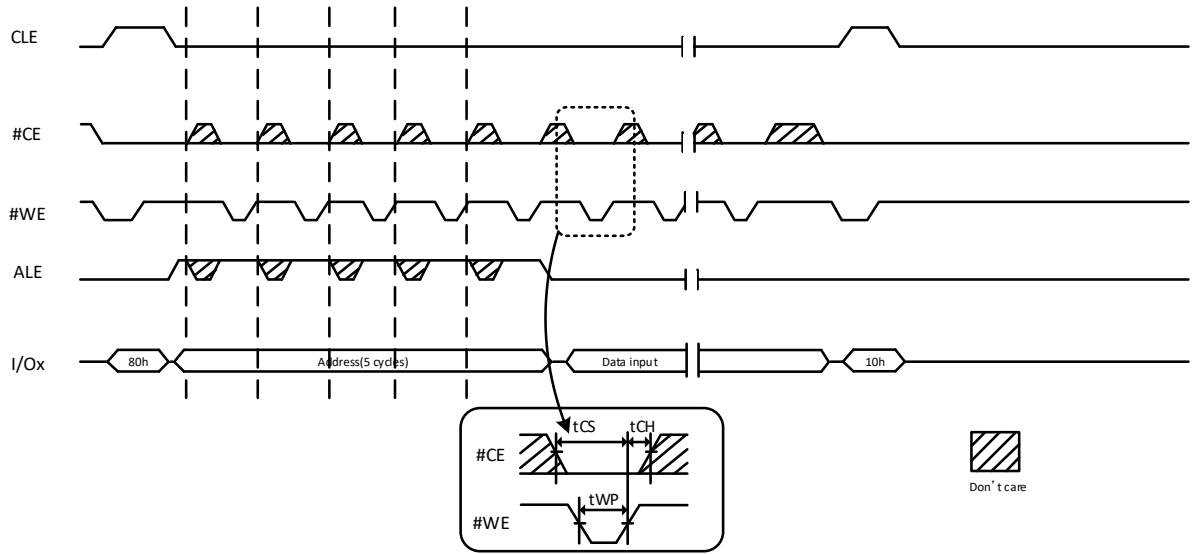 CLE
#CE
#WE
ALE
I/Ox
80h
Address(5 cycles)
Data input
10h
tCS
tCH
#CE
tWP
#WE
Don't care